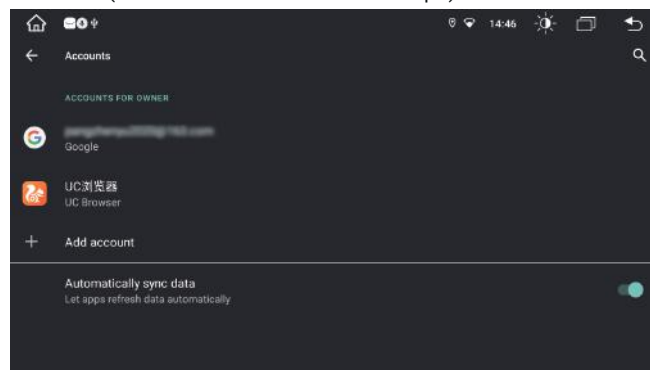 14:46
Accounts
ACCOUNTS FOR OWNER
Google
UC浏览器
UC Browser
Add account
Automatically sync data
Let apps refresh data automatically